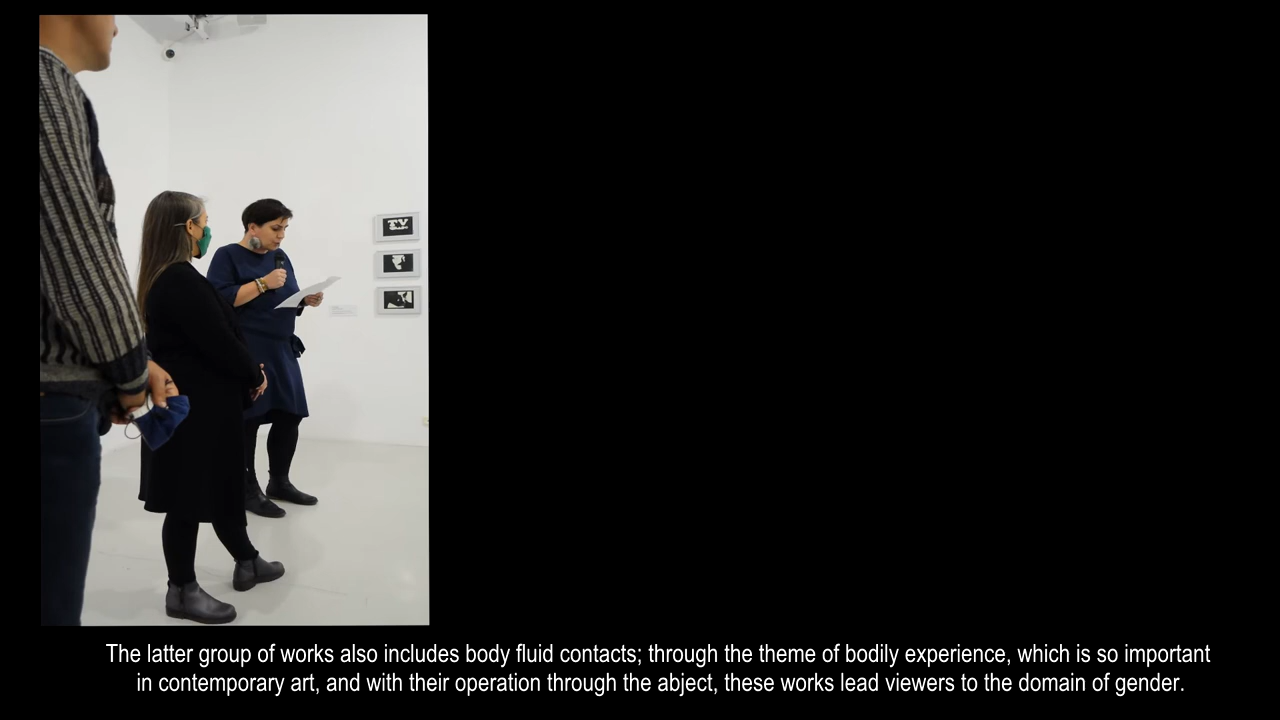 TV
The latter group of works also includes body fluid contacts; through the theme of bodily experience, which is so important
in contemporary art, and with their operation through the abject, these works lead viewers to the domain of gender.